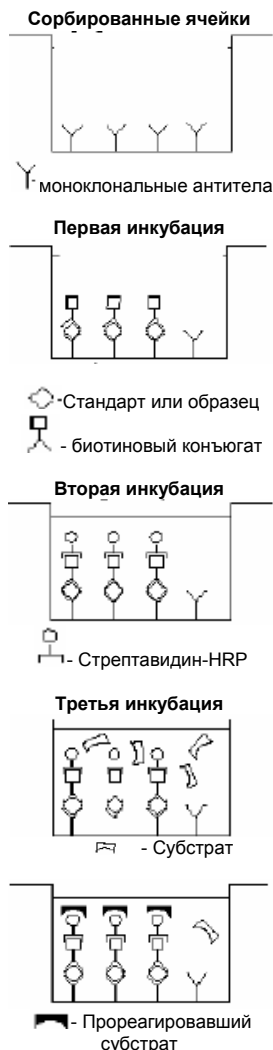 Сорбированные ячейки
моноклональные антитела
Первая инкубация
-Стандарт или образец
- биотиновый конъюгат
Вторая инкубация
- Стрептавидин-HRP
Третья инкубация
- Субстрат
- Прореагировавший
субстрат